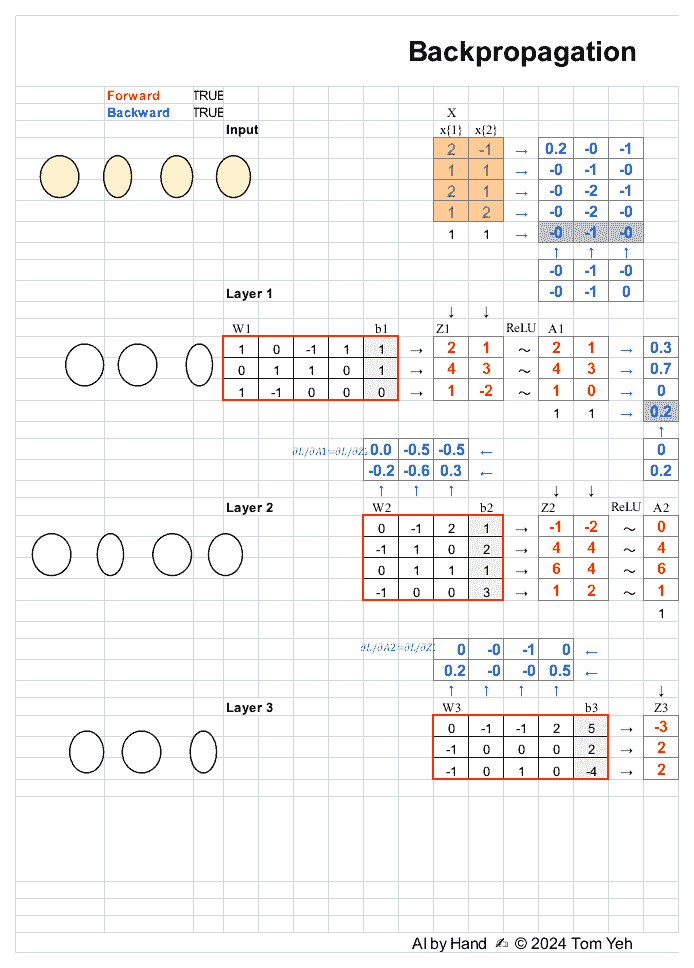 Backpropagation
Forward TRUE
Backward TRUE
X
Input x{1} x{2}
2 -1 → 0.2 -0 -1
1 1 → -0 -1 -0
2 1 → -0 -2 -1
1 2 → -0 -2 -0
1 1 → -0 -1 -0
↑ ↑ ↑
-0 -1 -0
Layer 1 -0 -1 0
↓ ↓
W1 b1 Z1 ReLU A1
1 0 -1 1 1 → 2 1 ~ 2 1 → 0.3
0 1 1 0 1 → 4 3 ~ 4 3 → 0.7
1 -1 0 0 0 → 1 -2 ~ 1 0 → 0
1 1 → 0.2
↑
∂L/∂A1=∂L/∂Z 0.0 -0.5 -0.5 ← 0
-0.2 -0.6 0.3 ← 0.2
↑ ↑ ↑ ↓ ↓
Layer 2 W2 b2 Z2 ReLU A2
0 -1 2 1 → -1 -2 ~ 0
-1 1 0 2 → 4 4 ~ 4
0 1 1 1 → 6 4 ~ 6
-1 0 0 3 → 1 2 ~ 1
1
∂L/∂A2=∂L/∂Z 0 -0 -1 0 ←
0.2 -0 -0 0.5 ←
↑ ↑ ↑ ↑ ↓
Layer 3 W3 b3 Z3
0 -1 -1 2 5 → -3
-1 0 0 0 2 → 2
-1 0 1 0 -4 → 2
AI by Hand ✍ © 2024 Tom Yeh